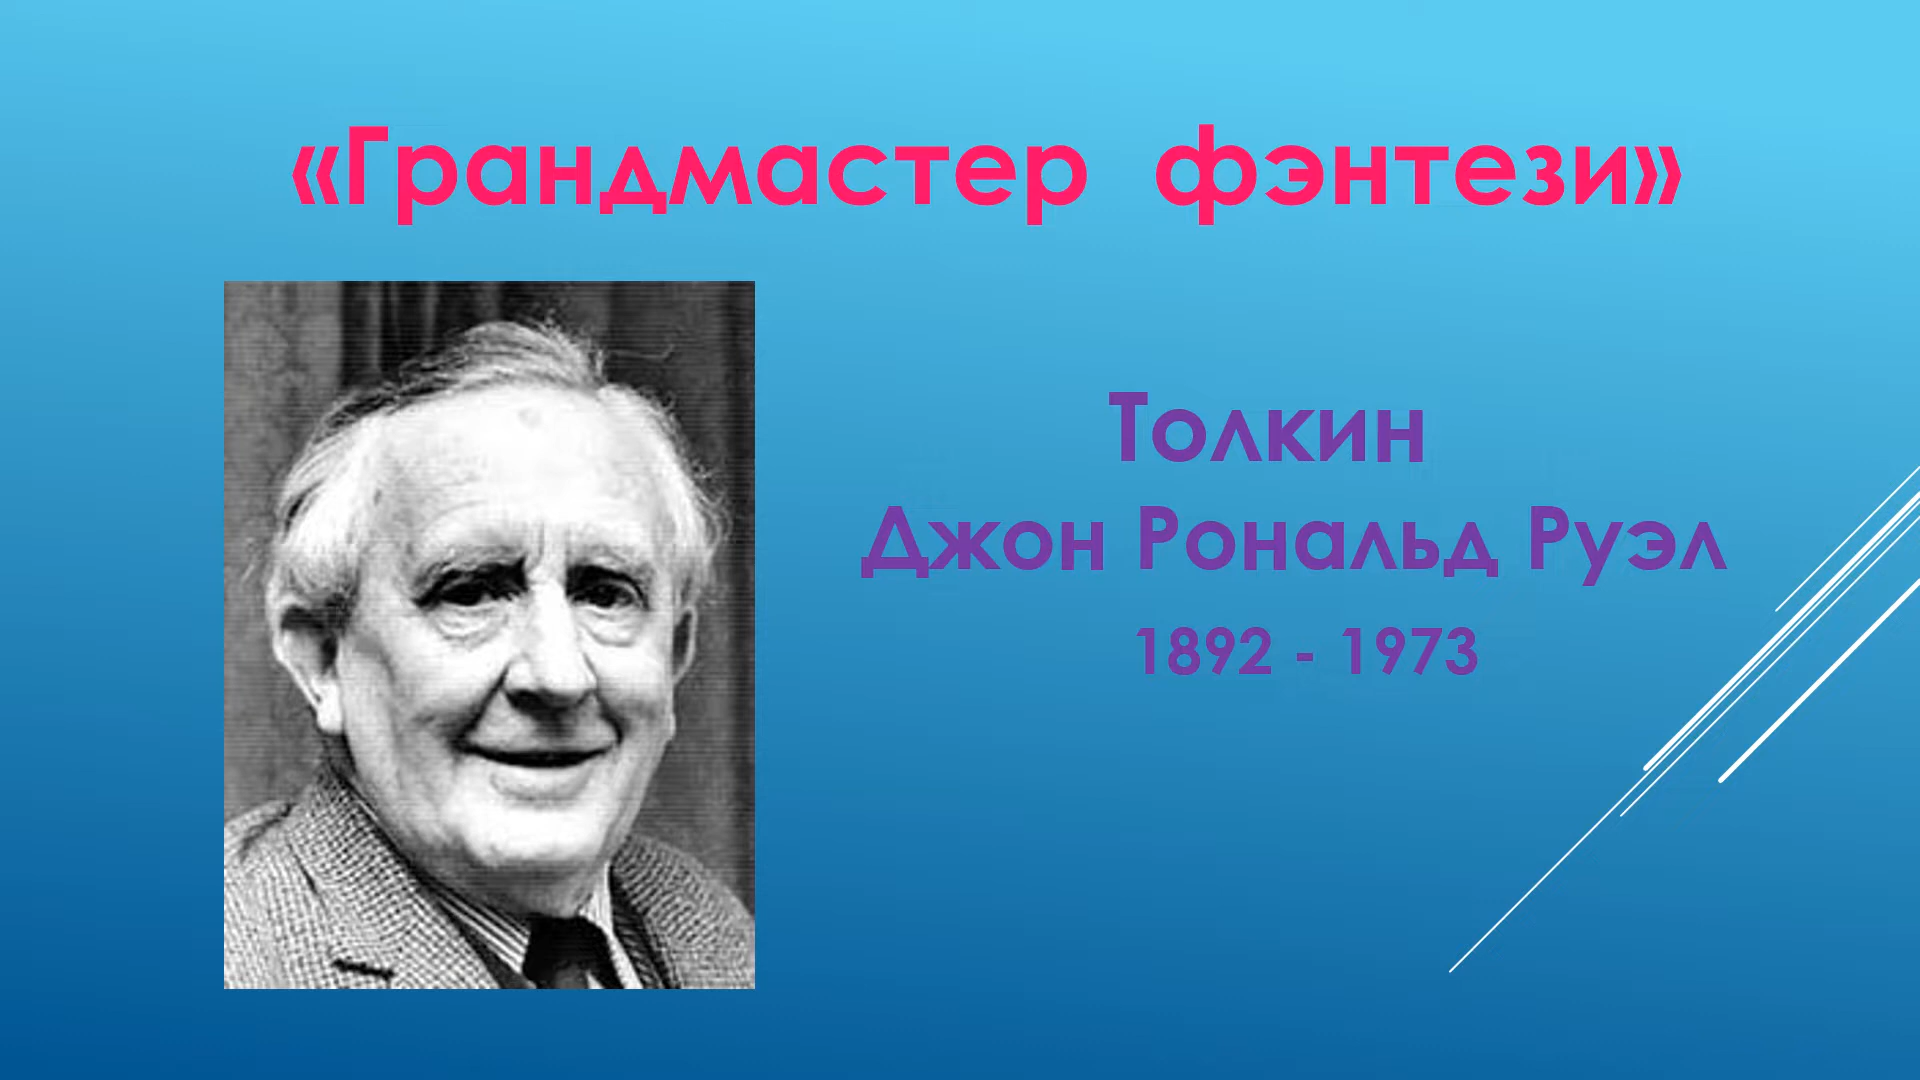 «Грандмастер фэнтези»
Толкин
Джон Рональд Руэл
1892 - 1973